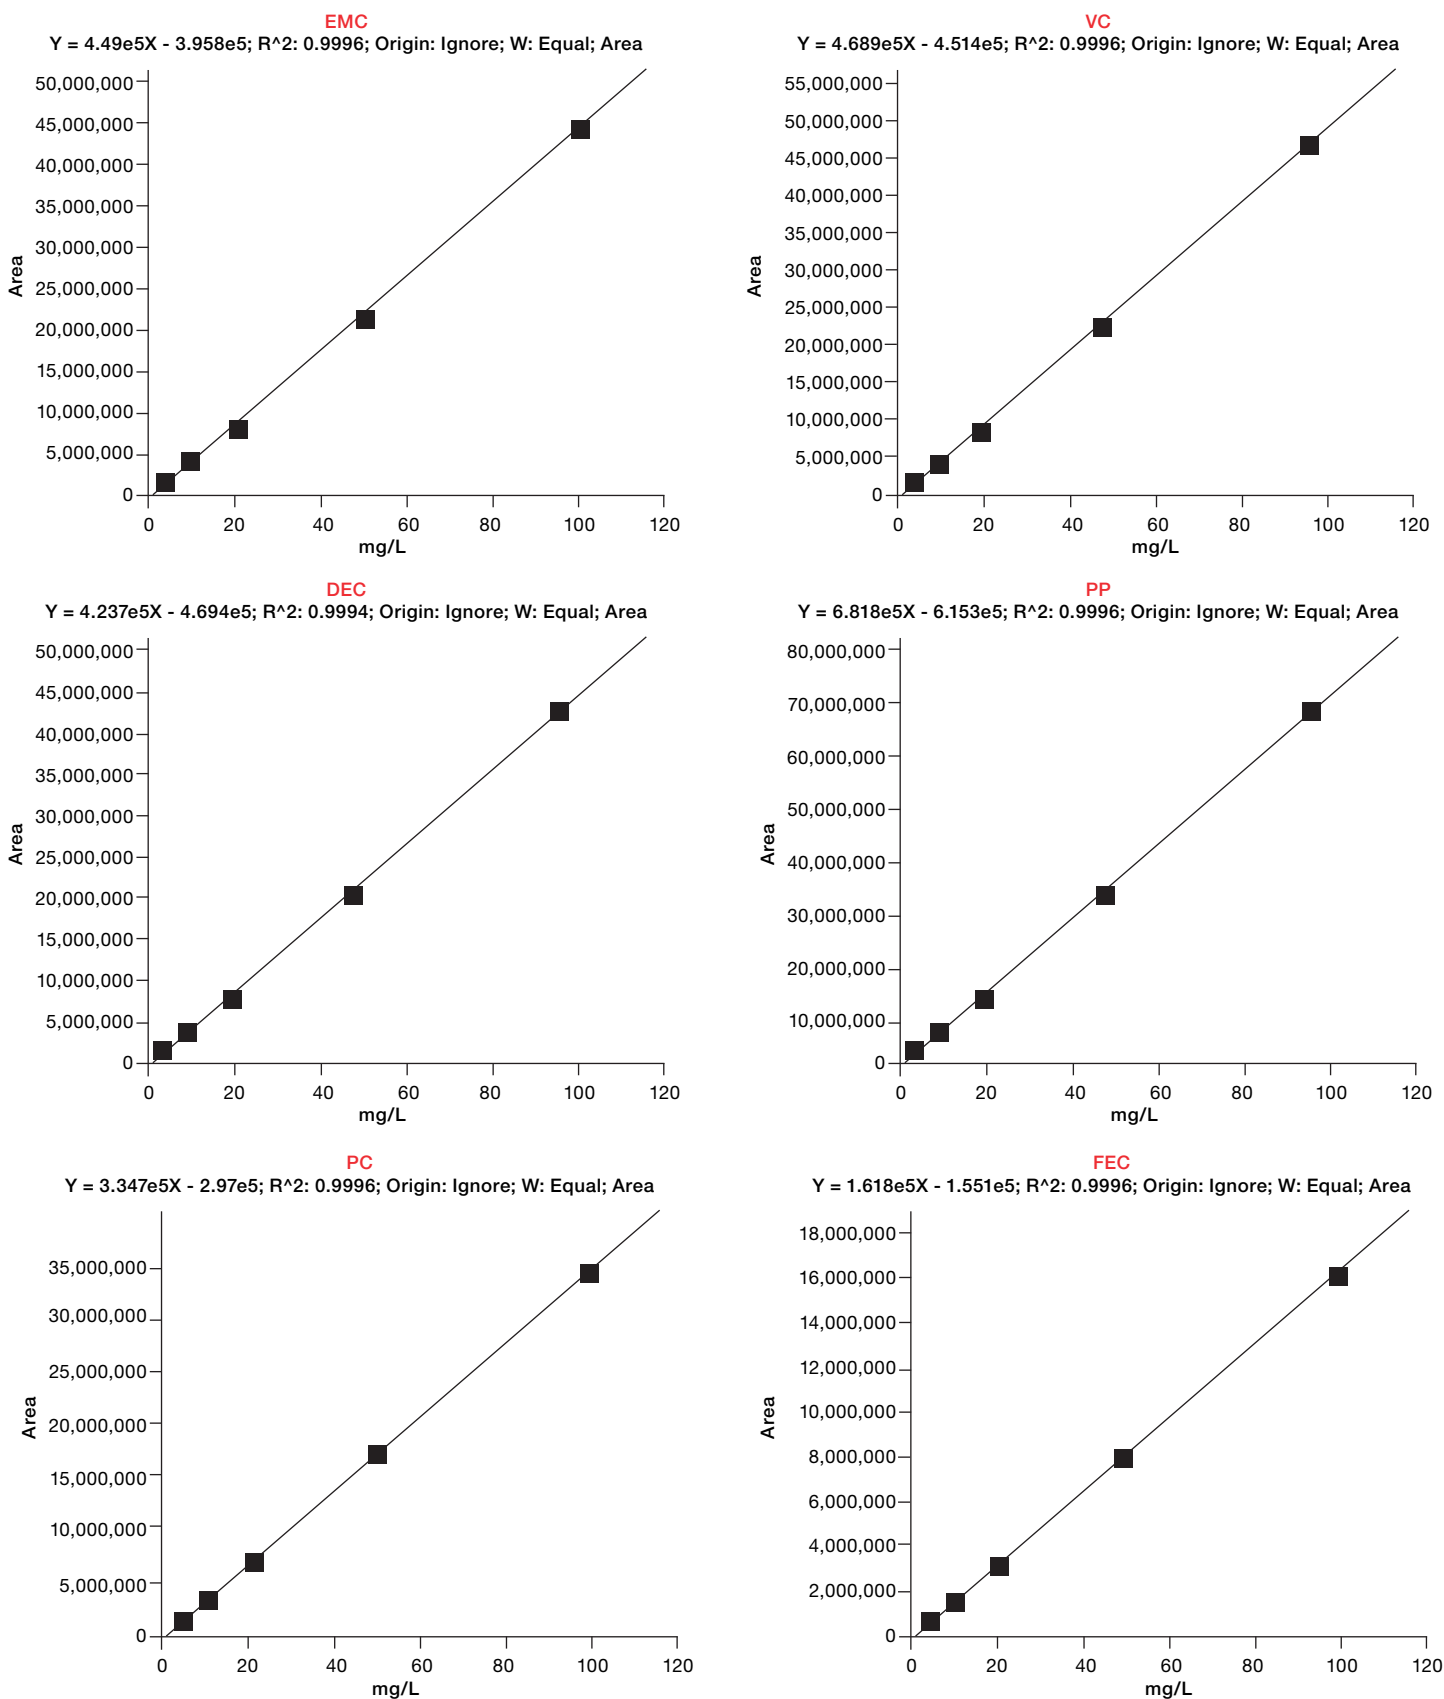 EMC
Y = 4.49e5X - 3.958e5; R^2: 0.9996; Origin: Ignore; W: Equal; Area
50,000,000
45,000,000
40,000,000
35,000,000
30,000,000
25,000,000
20,000,000
15,000,000
10,000,000
5,000,000
0
Area
0 20 40 60 80 100 120
mg/L
VC
Y = 4.689e5X - 4.514e5; R^2: 0.9996; Origin: Ignore; W: Equal; Area
55,000,000
50,000,000
45,000,000
40,000,000
35,000,000
30,000,000
25,000,000
20,000,000
15,000,000
10,000,000
5,000,000
0
Area
0 20 40 60 80 100 120
mg/L
DEC
Y = 4.237e5X - 4.694e5; R^2: 0.9994; Origin: Ignore; W: Equal; Area
50,000,000
45,000,000
40,000,000
35,000,000
30,000,000
25,000,000
20,000,000
15,000,000
10,000,000
5,000,000
0
Area
0 20 40 60 80 100 120
mg/L
PP
Y = 6.818e5X - 6.153e5; R^2: 0.9996; Origin: Ignore; W: Equal; Area
80,000,000
70,000,000
60,000,000
50,000,000
40,000,000
30,000,000
20,000,000
10,000,000
0
Area
0 20 40 60 80 100 120
mg/L
PC
Y = 3.347e5X - 2.97e5; R^2: 0.9996; Origin: Ignore; W: Equal; Area
35,000,000
30,000,000
25,000,000
20,000,000
15,000,000
10,000,000
5,000,000
0
Area
0 20 40 60 80 100 120
mg/L
FEC
Y = 1.618e5X - 1.551e5; R^2: 0.9996; Origin: Ignore; W: Equal; Area
18,000,000
16,000,000
14,000,000
12,000,000
10,000,000
8,000,000
6,000,000
4,000,000
2,000,000
0
Area
0 20 40 60 80 100 120
mg/L